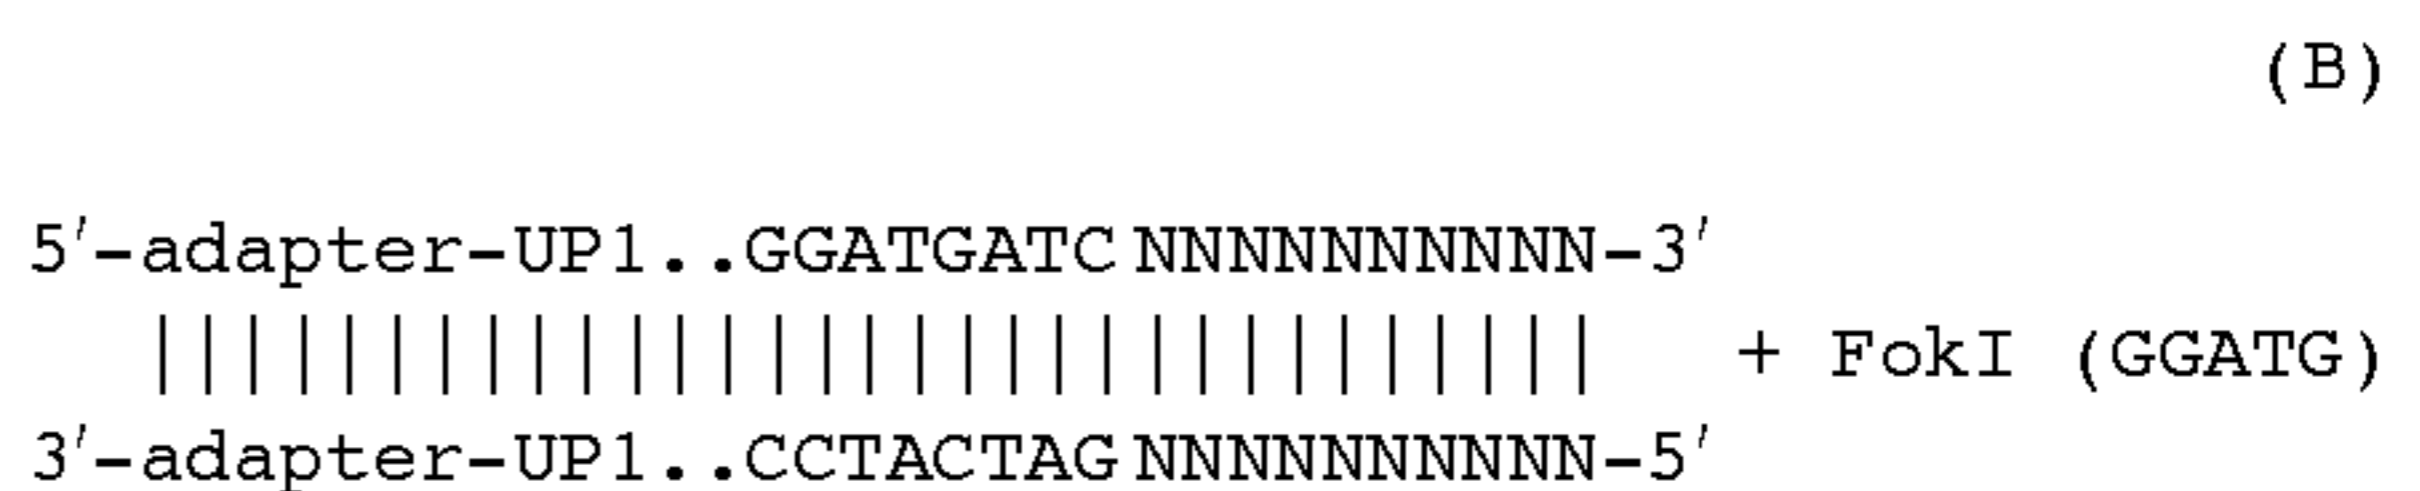 (B)
5′-adapter-UP1..GGATGATC NNNNNNNNNN-3′
||||||||||||||||||||||||||||||| + FokI (GGATG)
3′-adapter-UP1..CCTACTAG NNNNNNNNNN-5′